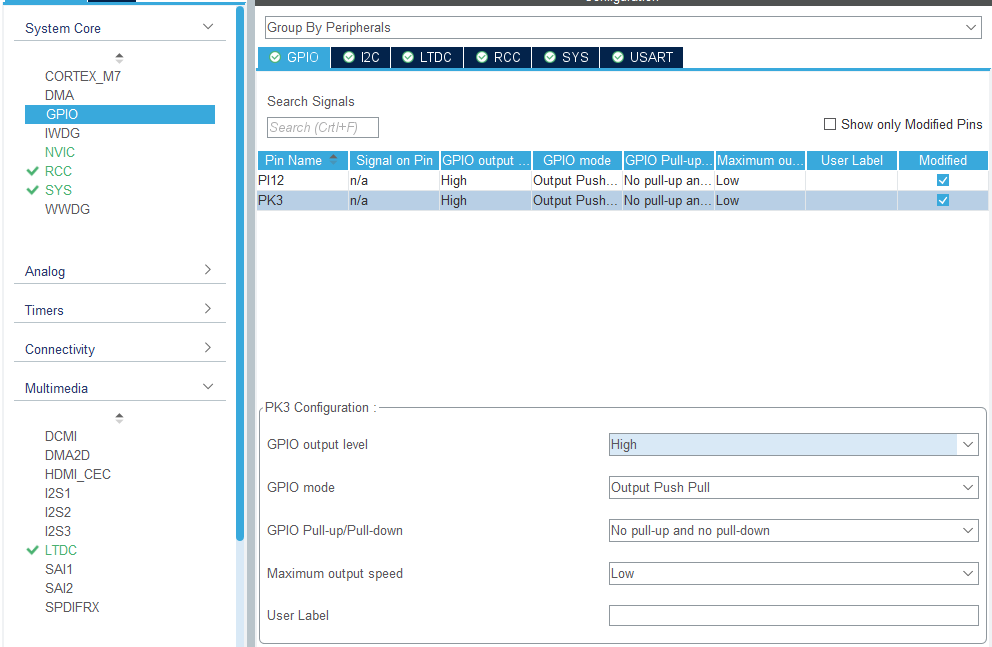 Configuration
System Core
CORTEX_M7
DMA
GPIO
IWDG
NVIC
RCC
SYS
WWDG
Analog
Timers
Connectivity
Multimedia
DCMI
DMA2D
HDMI_CEC
I2S1
I2S2
I2S3
LTDC
SAI1
SAI2
SPDIFRX
Group By Peripherals
GPIO I2C LTDC RCC SYS USART
Search Signals
Search (Crtl+F)
Show only Modified Pins
Pin Name Signal on Pin GPIO output ... GPIO mode GPIO Pull-up... Maximum ou... User Label Modified
PI12 n/a High Output Push... No pull-up an... Low
PK3 n/a High Output Push... No pull-up an... Low
PK3 Configuration :
GPIO output level High
GPIO mode Output Push Pull
GPIO Pull-up/Pull-down No pull-up and no pull-down
Maximum output speed Low
User Label